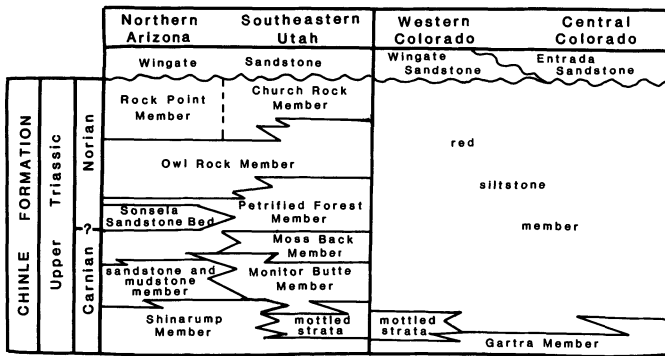 Northern
Arizona
Southeastern
Utah
Western
Colorado
Central
Colorado
Wingate Sandstone
Wingate
Sandstone
Entrada
Sandstone
CHINLE FORMATION
Upper Triassic
Carnian ? Norian
Rock Point
Member
Church Rock
Member
Owl Rock Member
Sonsela
Sandstone Bed
Petrified Forest
Member
Moss Back
Member
sandstone and
mudstone
member
Monitor Butte
Member
Shinarump
Member
mottled
strata
red
siltstone
member
mottled
strata
Gartra Member